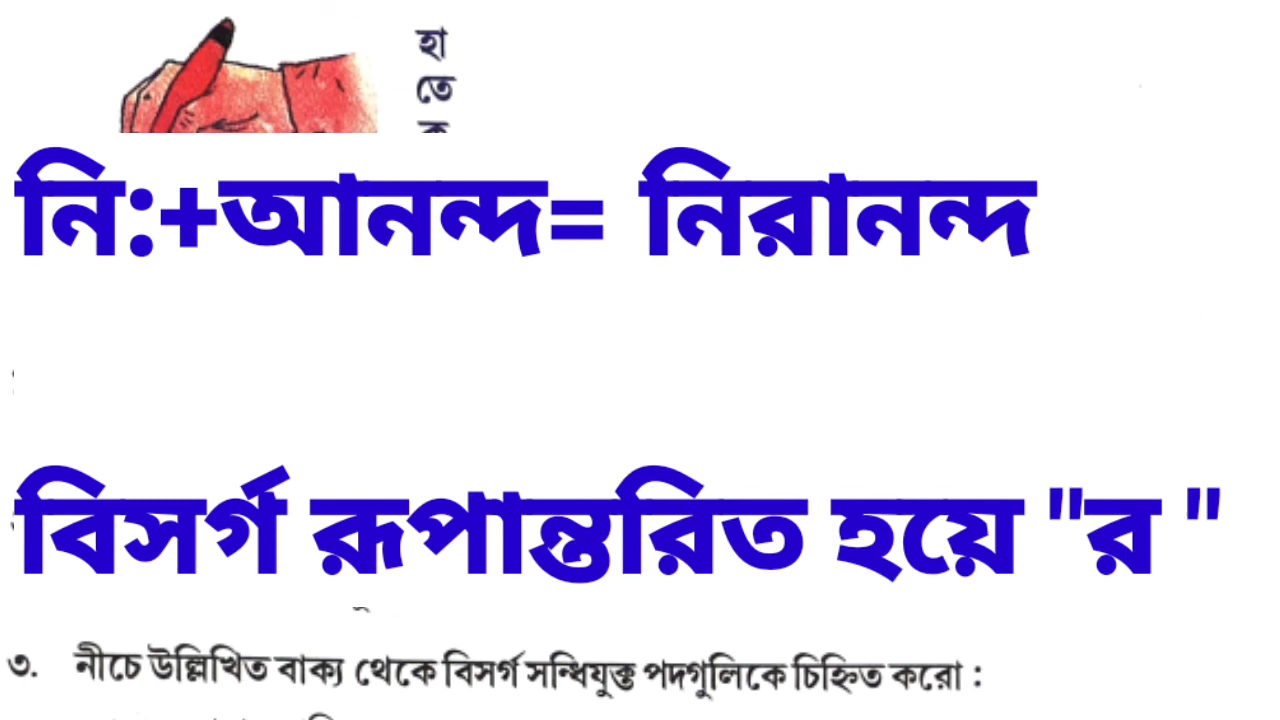 হা
তে
নি:+আনন্দ= নিরানন্দ
বিসর্গ রূপান্তরিত হয়ে "র "
৩. নীচে উল্লিখিত বাক্য থেকে বিসর্গ সন্ধিযুক্ত পদগুলিকে চিহ্নিত করো :